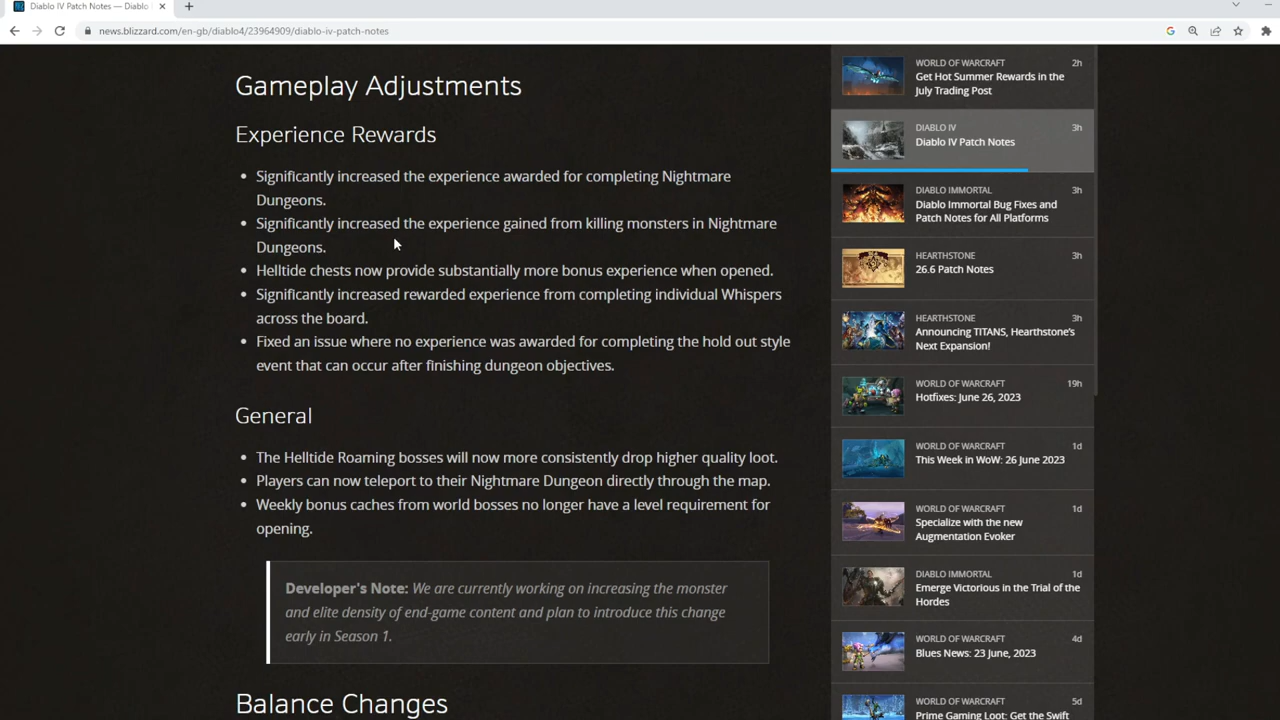 Diablo IV Patch Notes — Diablo
news.blizzard.com/en-gb/diablo4/23964909/diablo-iv-patch-notes
Gameplay Adjustments
Experience Rewards
• Significantly increased the experience awarded for completing Nightmare
Dungeons.
• Significantly increased the experience gained from killing monsters in Nightmare
Dungeons.
• Helltide chests now provide substantially more bonus experience when opened.
• Significantly increased rewarded experience from completing individual Whispers
across the board.
• Fixed an issue where no experience was awarded for completing the hold out style
event that can occur after finishing dungeon objectives.
General
• The Helltide Roaming bosses will now more consistently drop higher quality loot.
• Players can now teleport to their Nightmare Dungeon directly through the map.
• Weekly bonus caches from world bosses no longer have a level requirement for
opening.
Developer's Note: We are currently working on increasing the monster
and elite density of end-game content and plan to introduce this change
early in Season 1.
Balance Changes
WORLD OF WARCRAFT 2h
Get Hot Summer Rewards in the
July Trading Post
DIABLO IV 3h
Diablo IV Patch Notes
DIABLO IMMORTAL 3h
Diablo Immortal Bug Fixes and
Patch Notes for All Platforms
HEARTHSTONE 3h
26.6 Patch Notes
HEARTHSTONE 3h
Announcing TITANS, Hearthstone's
Next Expansion!
WORLD OF WARCRAFT 19h
Hotfixes: June 26, 2023
WORLD OF WARCRAFT 1d
This Week in WoW: 26 June 2023
WORLD OF WARCRAFT 1d
Specialize with the new
Augmentation Evoker
DIABLO IMMORTAL 1d
Emerge Victorious in the Trial of the
Hordes
WORLD OF WARCRAFT 4d
Blues News: 23 June, 2023
WORLD OF WARCRAFT 5d
Prime Gaming Loot: Get the Swift